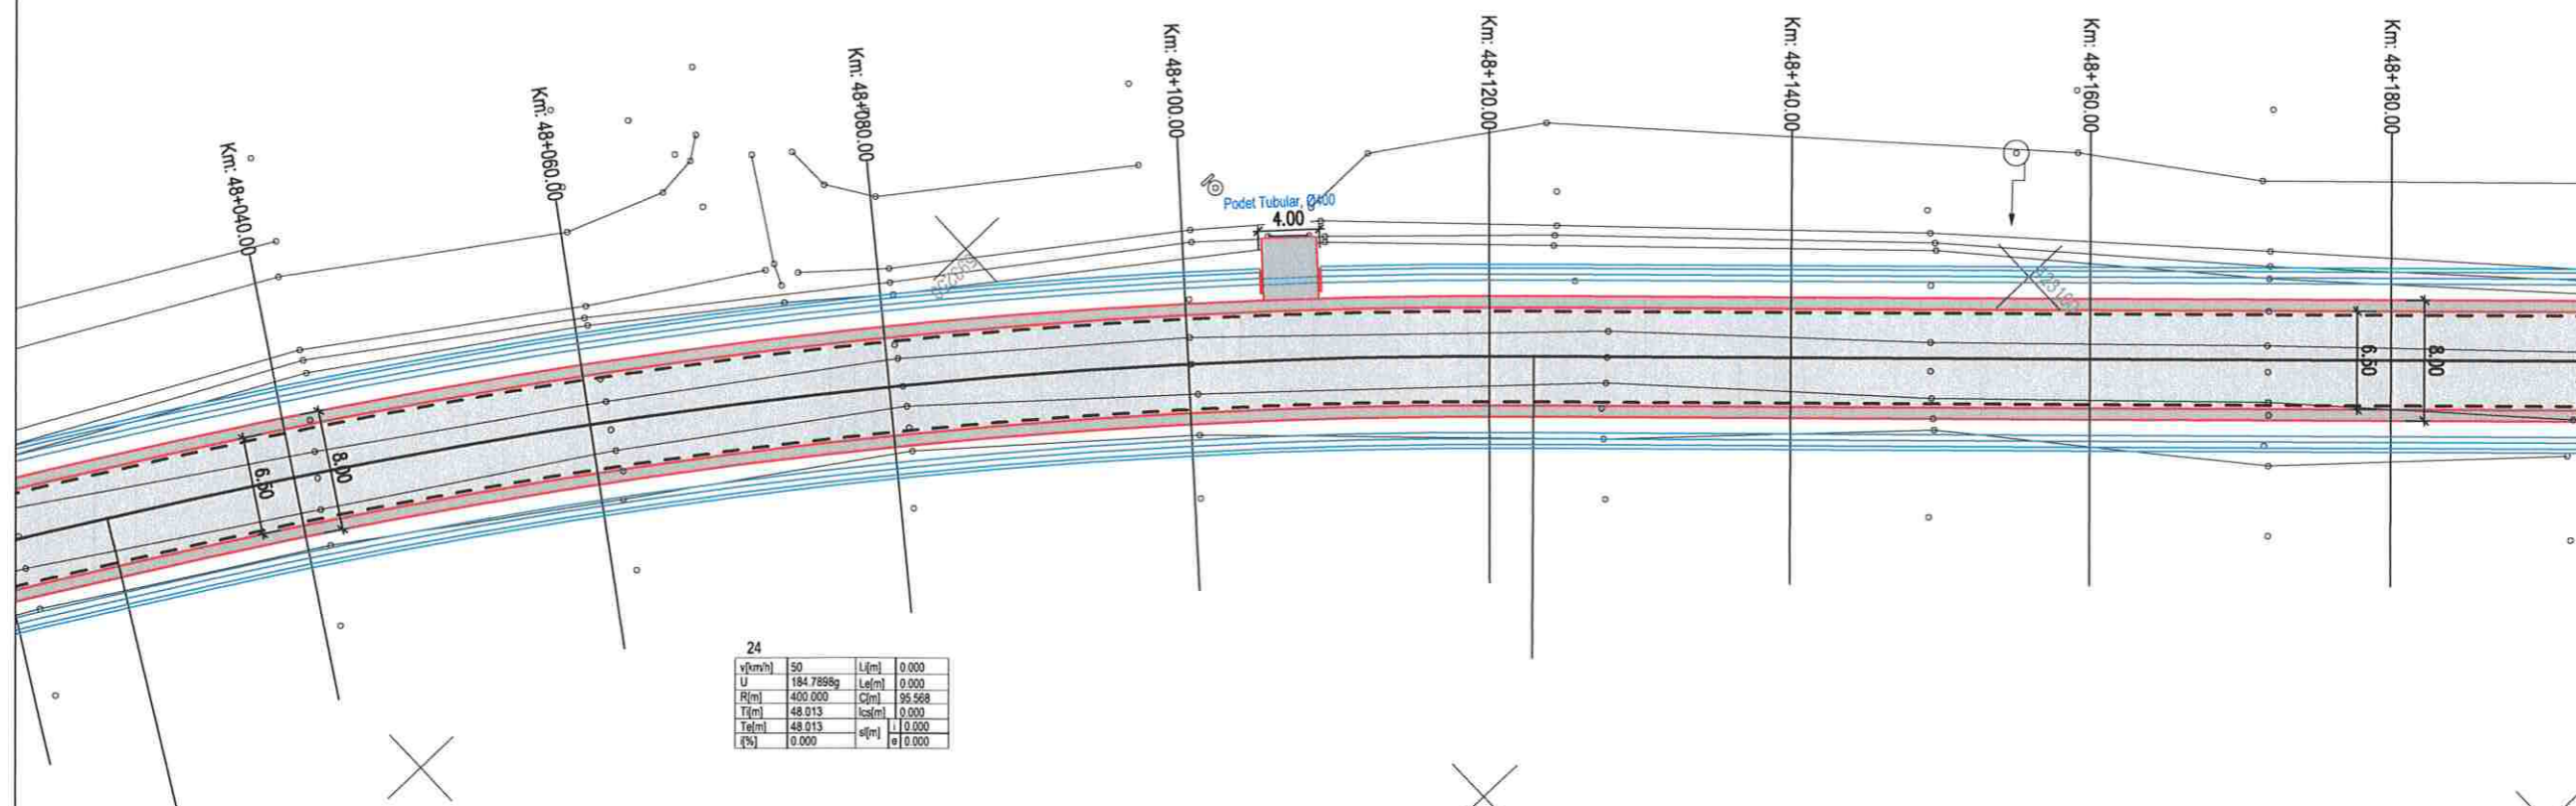 Km: 48+040.00
Km: 48+060.00
Km: 48+080.00
Km: 48+100.00
Km: 48+120.00
Km: 48+140.00
Km: 48+160.00
Km: 48+180.00
Podet Tubular, Ø400
4.00
6.50
8.00
6.50
8.00
24
v[km/h] 50 Li[m] 0.000
U 184.7898g Le[m] 0.000
R[m] 400.000 C[m] 95.568
Ti[m] 48.013 lcs[m] 0.000
Te[m] 48.013 sl[m] i 0.000
i[%] 0.000 e 0.000